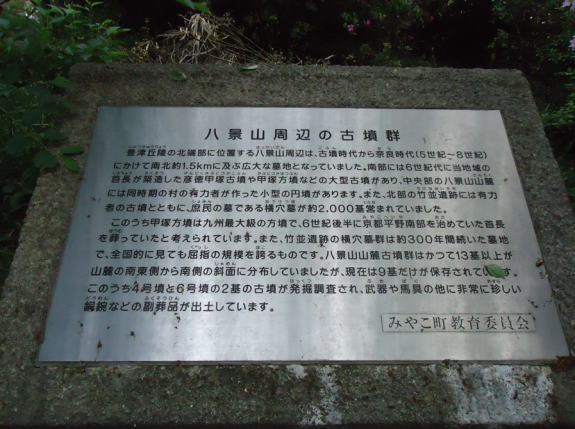 八景山周辺の古墳群
豊津丘陵の北端部に位置する八景山周辺は、古墳時代から奈良時代(5世紀~8世紀)
にかけて南北約1.5kmに及ぶ広大な墓地となっていました。南部には6世紀代に当地域の
首長が築造した彦徳甲塚古墳や甲塚方墳などの大型古墳があり、中央部の八景山山麓
には同時期の村の有力者が作った小型の円墳があります。また、北部の竹並遺跡には有力
者の古墳とともに、庶民の墓である横穴墓が約2,000基営まれていました。
このうち甲塚方墳は九州最大級の方墳で、6世紀後半に京都平野南部を治めていた首長
を葬っていたと考えられています。また、竹並遺跡の横穴墓群は約300年間続いた墓地
で、全国的に見ても屈指の規模を誇るものです。八景山山麓古墳群はかつて13基以上が
山麓の南東側から南側の斜面に分布していましたが、現在は9基だけが保存されています。
このうち4号墳と6号墳の2基の古墳が発掘調査され、武器や馬具の他に非常に珍しい
銅鋺などの副葬品が出土しています。
みやこ町教育委員会